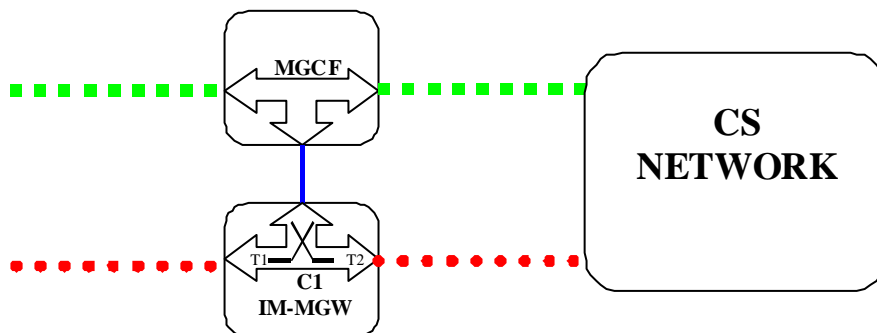 MGCF
CS
NETWORK
T1 T2
C1
IM-MGW